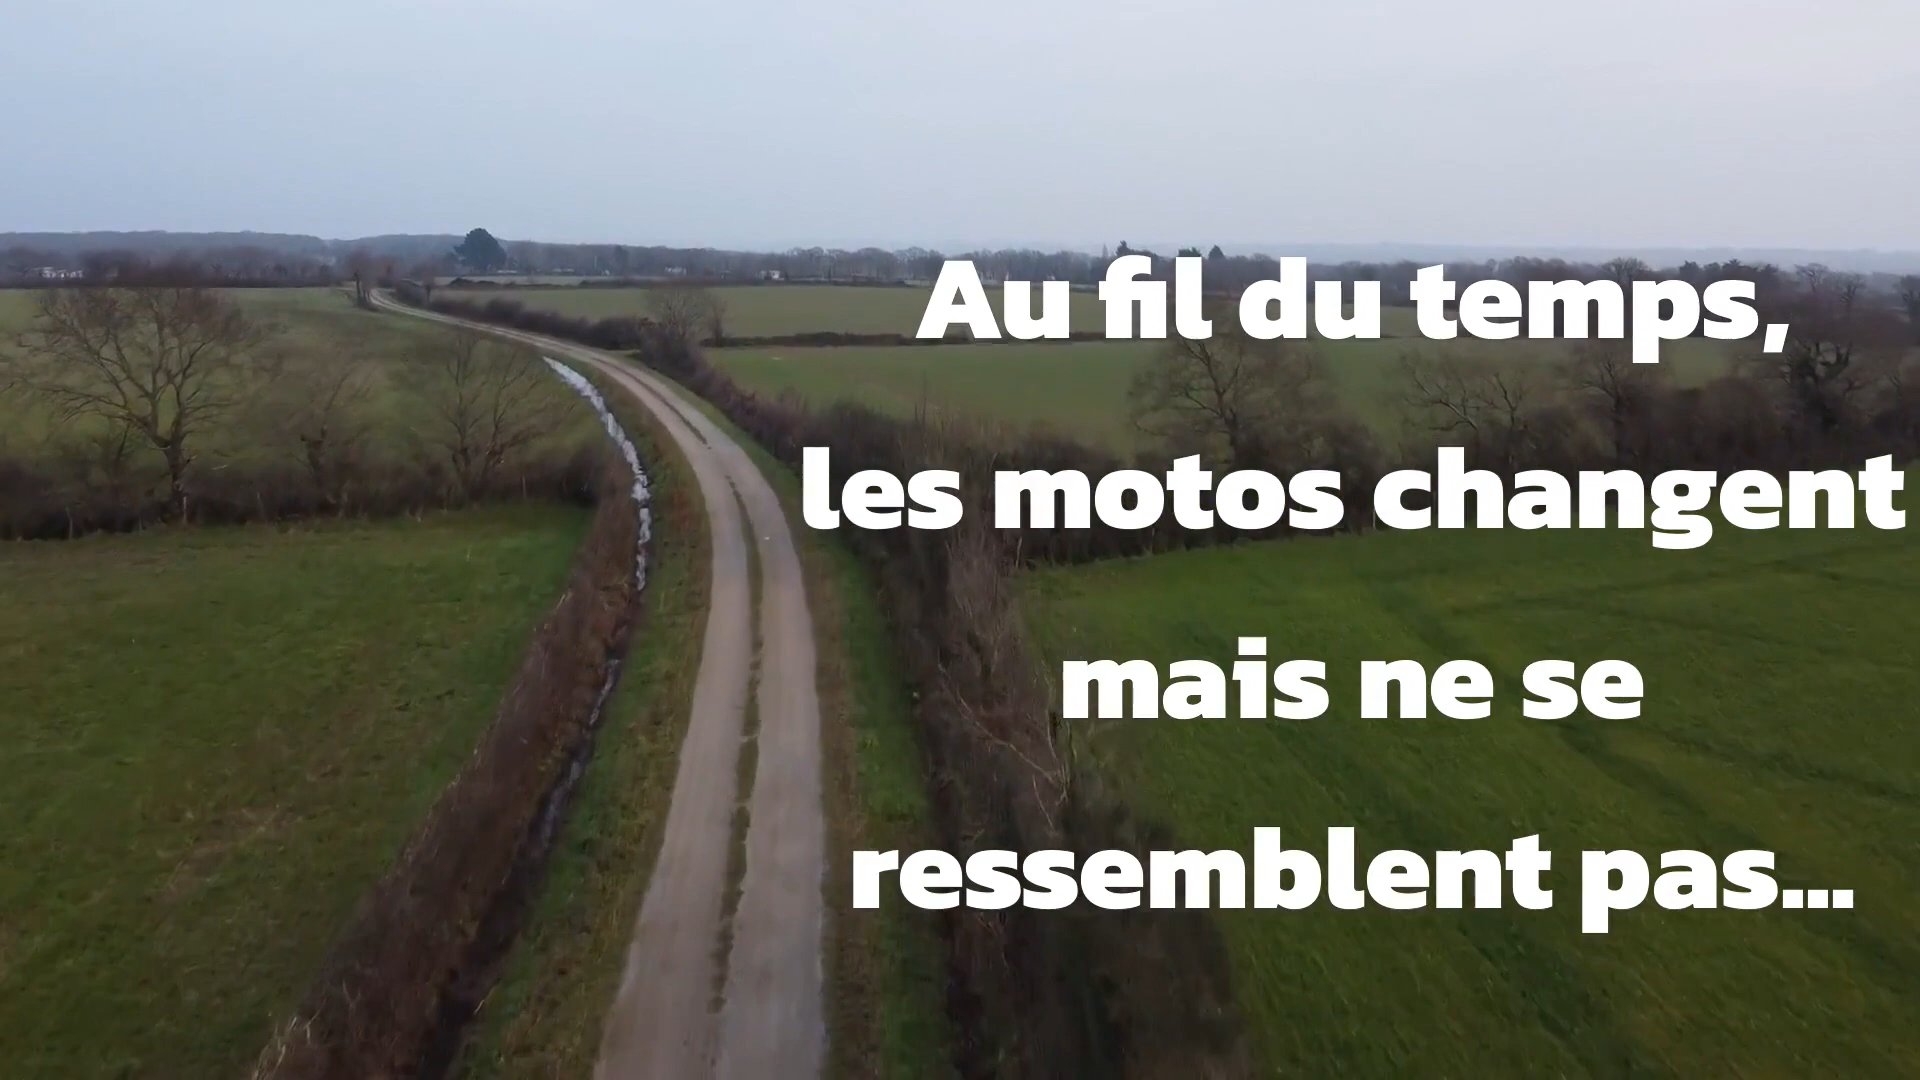 Au fil du temps,
les motos changent
mais ne se
ressemblent pas...